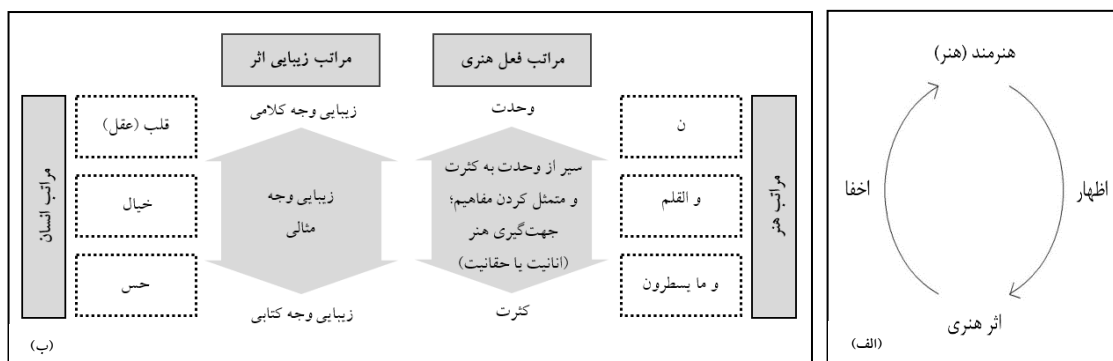 هنرمند (هنر)
اظهار
اخفا
اثر هنری
(الف)
مراتب فعل هنری
مراتب زیبایی اثر
مراتب هنر
ن
و القلم
و ما یسطرون
وحدت
سیر از وحدت به کثرت
و متمثل کردن مفاهیم؛
جهت‌گیری هنر
(انانیت یا حقانیت)
کثرت
زیبایی وجه کلامی
زیبایی وجه
مثالی
زیبایی وجه کتابی
قلب (عقل)
خیال
حس
مراتب انسان
(ب)